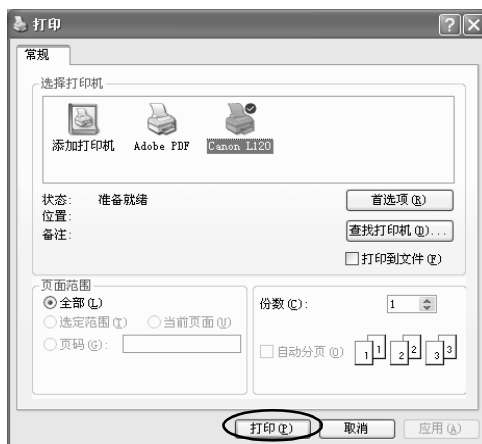 打印
常规
选择打印机
添加打印机 Adobe PDF Canon L120
状态: 准备就绪
首选项(R)
位置:
备注:
查找打印机(D)...
打印到文件(F)
页面范围
全部(L)
选定范围(T) 当前页面(U)
页码(G):
份数(C): 1
自动分页(O) 1 1 2 2 3 3
打印(P) 取消 应用(A)